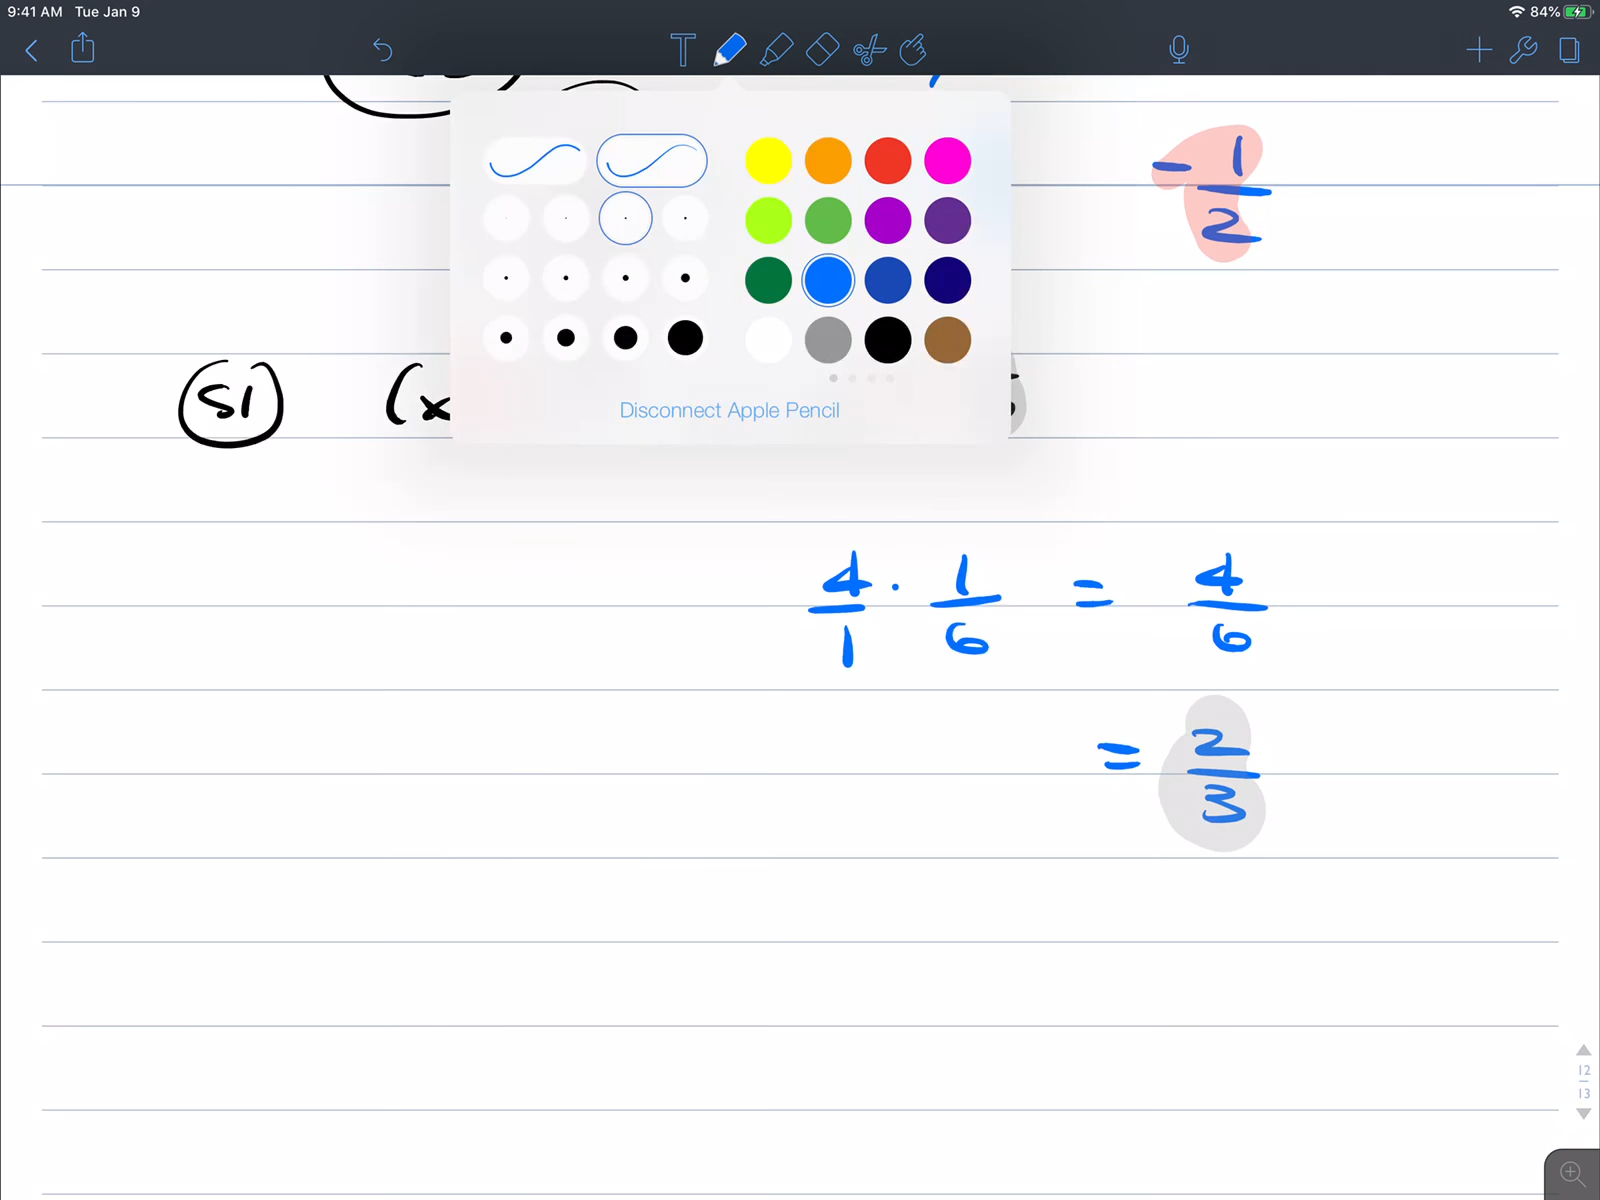 9:41 AM Tue Jan 9
84%
T
- 1/2
51 (x
Disconnect Apple Pencil
4/1 · 1/6 = 4/6
= 2/3
12
13